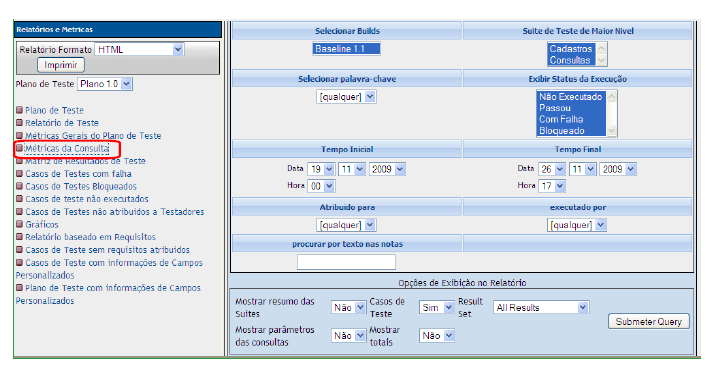 Relatórios e Metricas
Relatório Formato HTML
Imprimir
Plano de Teste Plano 1.0
Plano de Teste
Relatório de Teste
Métricas Gerais do Plano de Teste
Métricas da Consulta
Matriz de Resultados de Teste
Casos de Testes com falha
Casos de Testes Bloqueados
Casos de teste não executados
Casos de Testes não atribuidos a Testadores
Gráficos
Relatório baseado em Requisitos
Casos de Teste sem requisitos atribuidos
Casos de Teste com informações de Campos
Personalizados
Plano de Teste com informações de Campos
Personalizados
Selecionar Builds
Suite de Teste de Maior Nivel
Baseline 1.1
Cadastros
Consultas
Selecionar palavra-chave
Exibir Status da Execução
[qualquer]
Não Executado
Passou
Com Falha
Bloqueado
Tempo Inicial
Tempo Final
Data 19 11 2009
Data 26 11 2009
Hora 00
Hora 17
Atribuido para
executado por
[qualquer]
[qualquer]
procurar por texto nas notas
Opções de Exibição no Relatório
Mostrar resumo das
Suites
Não
Casos de
Teste
Sim
Result
Set
All Results
Mostrar parâmetros
das consultas
Não
Mostrar
totais
Não
Submeter Query